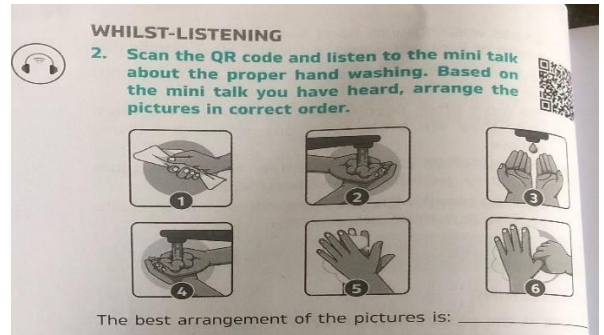 WHILST-LISTENING
2. Scan the QR code and listen to the mini talk
about the proper hand washing. Based on
the mini talk you have heard, arrange the
pictures in correct order.
1
2
3
4
5
6
The best arrangement of the pictures is: